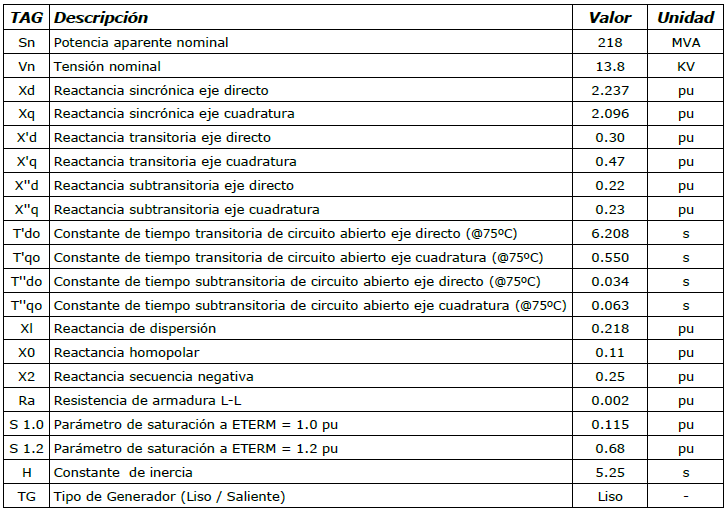 TAG Descripción Valor Unidad
Sn Potencia aparente nominal 218 MVA
Vn Tensión nominal 13.8 KV
Xd Reactancia sincrónica eje directo 2.237 pu
Xq Reactancia sincrónica eje cuadratura 2.096 pu
X'd Reactancia transitoria eje directo 0.30 pu
X'q Reactancia transitoria eje cuadratura 0.47 pu
X"d Reactancia subtransitoria eje directo 0.22 pu
X"q Reactancia subtransitoria eje cuadratura 0.23 pu
T'do Constante de tiempo transitoria de circuito abierto eje directo (@75ºC) 6.208 s
T'qo Constante de tiempo transitoria de circuito abierto eje cuadratura (@75ºC) 0.550 s
T"do Constante de tiempo subtransitoria de circuito abierto eje directo (@75ºC) 0.034 s
T"qo Constante de tiempo subtransitoria de circuito abierto eje cuadratura (@75ºC) 0.063 s
Xl Reactancia de dispersión 0.218 pu
X0 Reactancia homopolar 0.11 pu
X2 Reactancia secuencia negativa 0.25 pu
Ra Resistencia de armadura L-L 0.002 pu
S 1.0 Parámetro de saturación a ETERM = 1.0 pu 0.115 pu
S 1.2 Parámetro de saturación a ETERM = 1.2 pu 0.68 pu
H Constante de inercia 5.25 s
TG Tipo de Generador (Liso / Saliente) Liso -